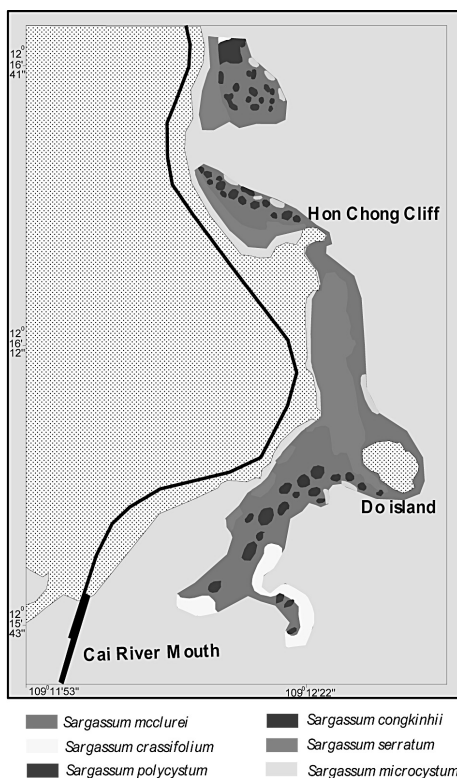 12°
16'
41"
Hon Chong Cliff
12°
16'
12"
Do island
12°
15'
43"
Cai River Mouth
109°11'53"
109°12'22"
Sargassum mcclurei
Sargassum congkinhii
Sargassum crassifolium
Sargassum serratum
Sargassum polycystum
Sargassum microcystum